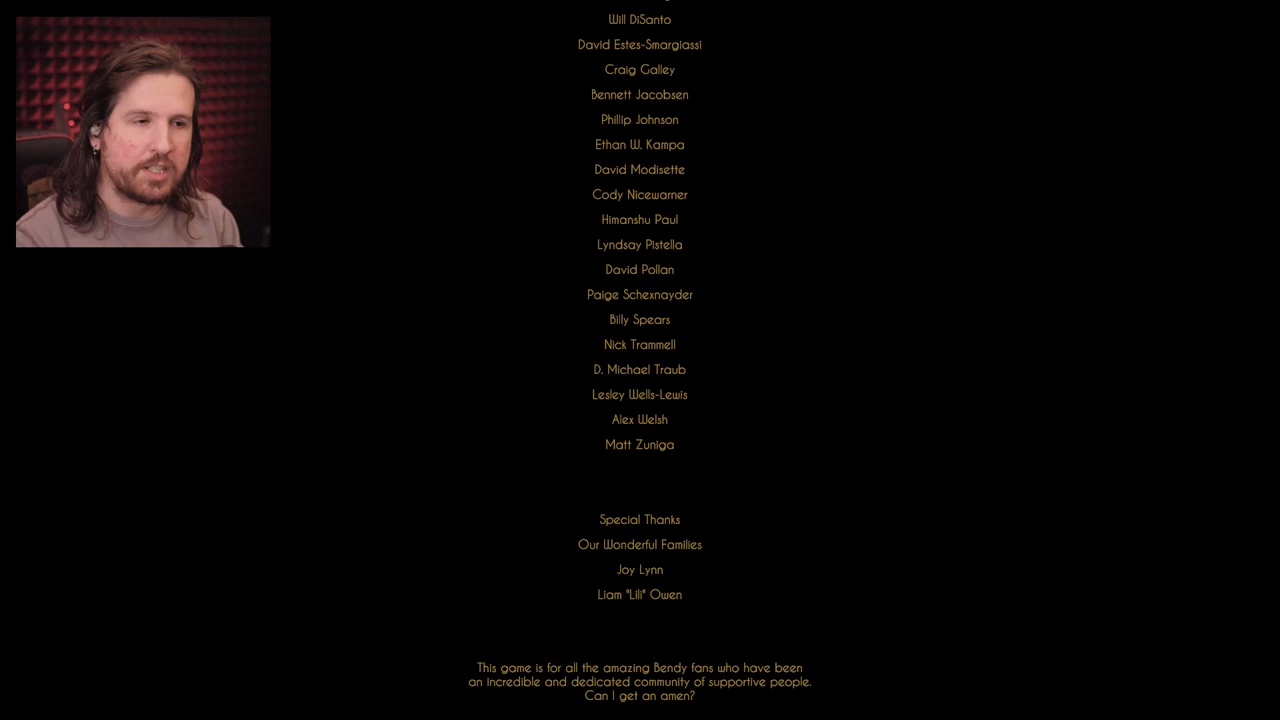 Will DiSanto
David Estes-Smargiassi
Craig Galley
Bennett Jacobsen
Phillip Johnson
Ethan W. Kampa
David Modisette
Cody Nicewarner
Himanshu Paul
Lyndsay Pistella
David Pollan
Paige Schexnayder
Billy Spears
Nick Trammell
D. Michael Traub
Lesley Wells-Lewis
Alex Welsh
Matt Zuniga
Special Thanks
Our Wonderful Families
Joy Lynn
Liam "Lili" Owen
This game is for all the amazing Bendy fans who have been
an incredible and dedicated community of supportive people.
Can I get an amen?